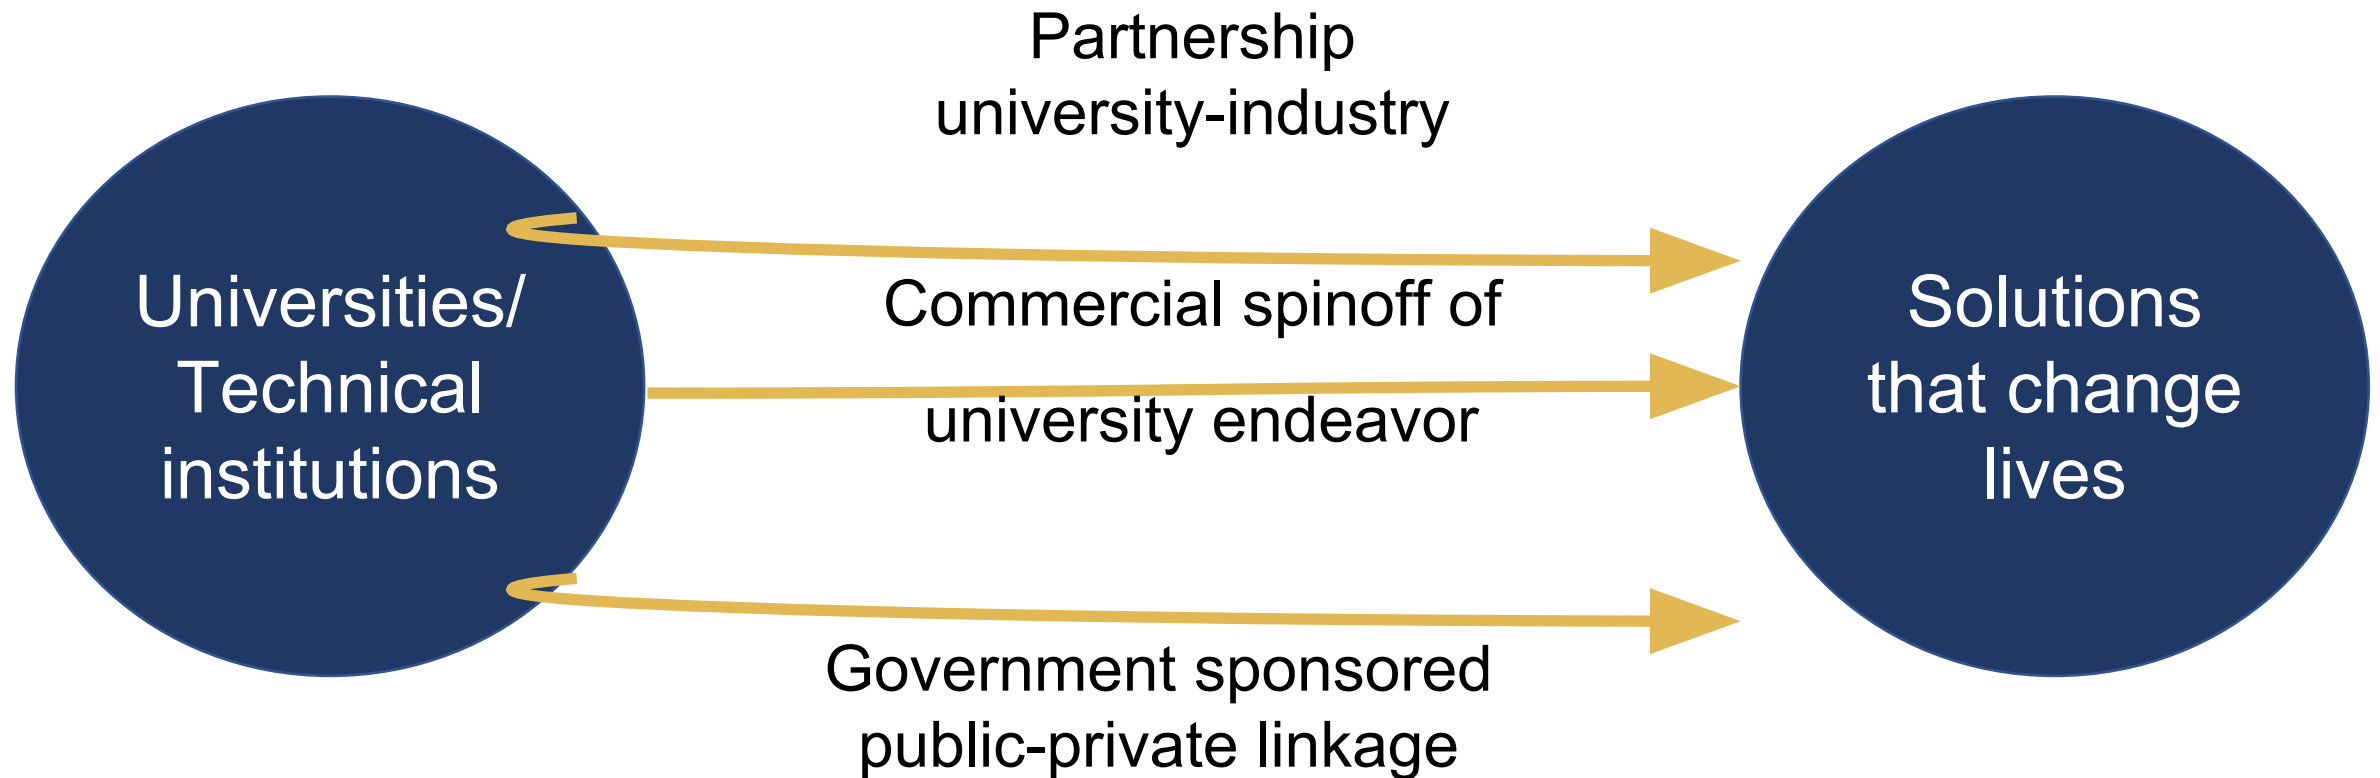 Partnership
university-industry
Universities/
Technical
institutions
Commercial spinoff of
university endeavor
Government sponsored
public-private linkage
Solutions
that change
lives